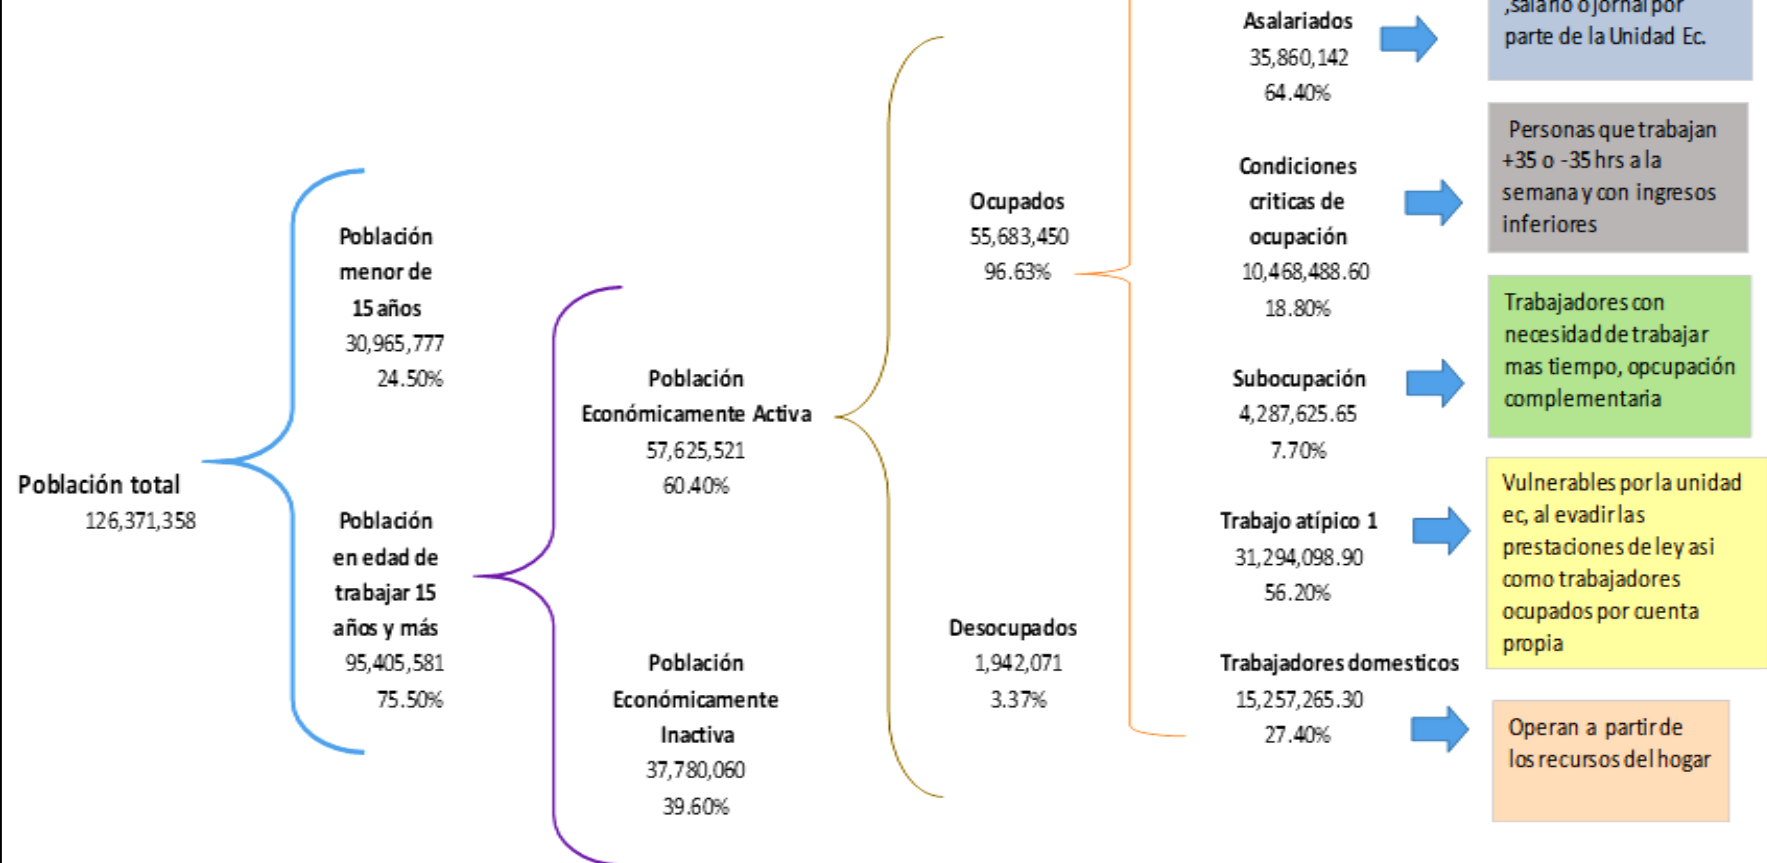 Población total
126,371,358
Población
menor de
15 años
30,965,777
24.50%
Población
en edad de
trabajar 15
años y más
95,405,581
75.50%
Población
Económicamente Activa
57,625,521
60.40%
Población
Económicamente
Inactiva
37,780,060
39.60%
Ocupados
55,683,450
96.63%
Desocupados
1,942,071
3.37%
Asalariados
35,860,142
64.40%
,salario o jornal por
parte de la Unidad Ec.
Condiciones
criticas de
ocupación
10,468,488.60
18.80%
Personas que trabajan
+35 o -35 hrs a la
semana y con ingresos
inferiores
Subocupación
4,287,625.65
7.70%
Trabajadores con
necesidad de trabajar
mas tiempo, opcupación
complementaria
Trabajo atípico 1
31,294,098.90
56.20%
Vulnerables por la unidad
ec, al evadir las
prestaciones de ley asi
como trabajadores
ocupados por cuenta
propia
Trabajadores domesticos
15,257,265.30
27.40%
Operan a partir de
los recursos del hogar